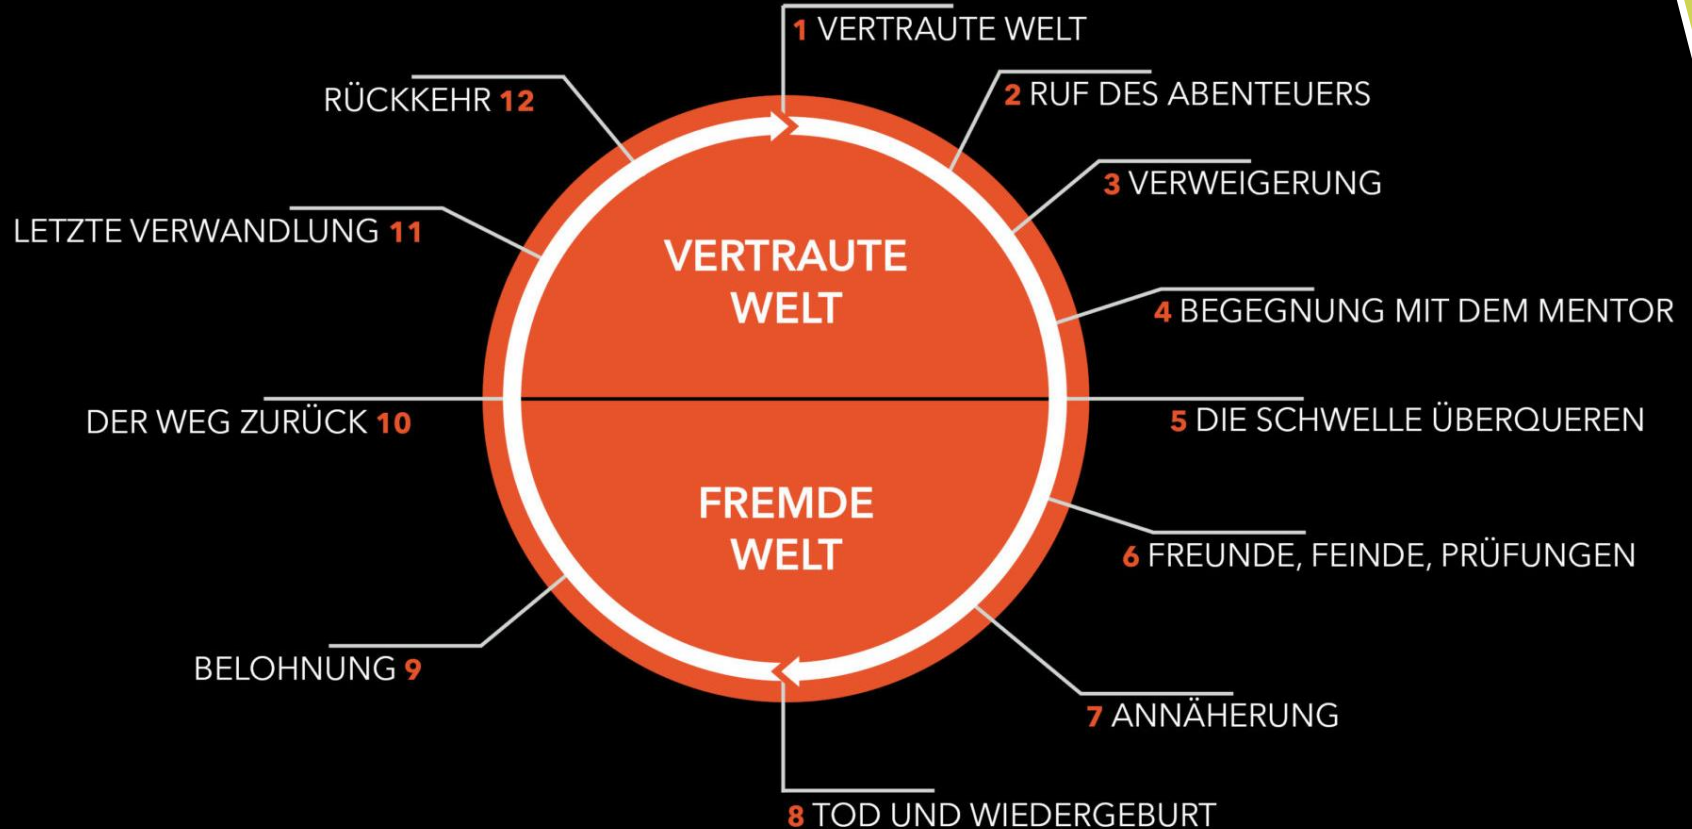 1 VERTRAUTE WELT
2 RUF DES ABENTEUERS
3 VERWEIGERUNG
4 BEGEGNUNG MIT DEM MENTOR
5 DIE SCHWELLE ÜBERQUEREN
6 FREUNDE, FEINDE, PRÜFUNGEN
7 ANNÄHERUNG
8 TOD UND WIEDERGEBURT
BELOHNUNG 9
DER WEG ZURÜCK 10
LETZTE VERWANDLUNG 11
RÜCKKEHR 12
VERTRAUTE
WELT
FREMDE
WELT